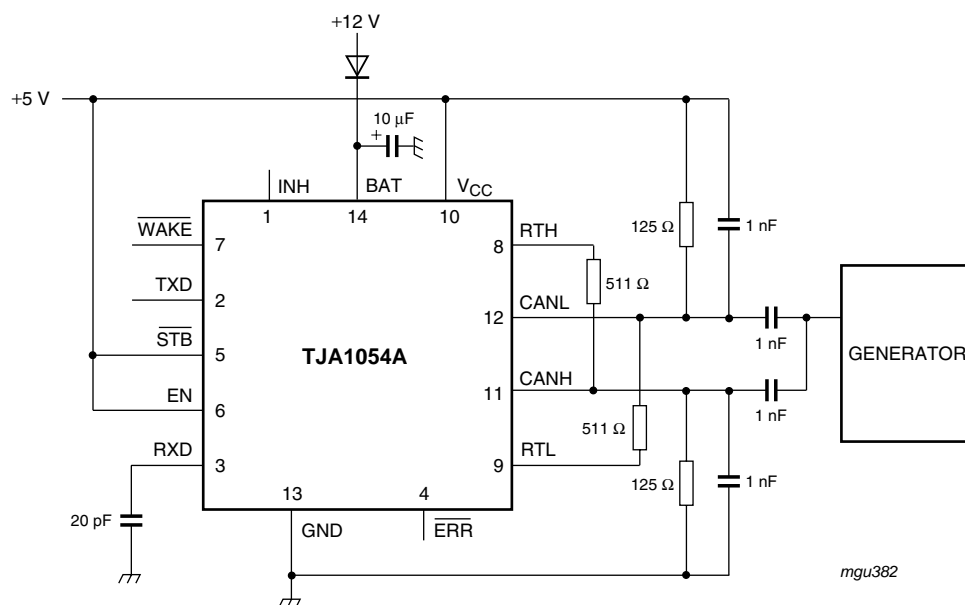 +12 V
+5 V
10 μF
+
INH
BAT
VCC
1
14
10
WAKE
7
RTH
8
125 Ω
1 nF
511 Ω
TXD
2
CANL
12
1 nF
STB
5
TJA1054A
GENERATOR
EN
6
CANH
11
1 nF
511 Ω
RXD
3
RTL
9
125 Ω
1 nF
13
4
20 pF
GND
ERR
mgu382